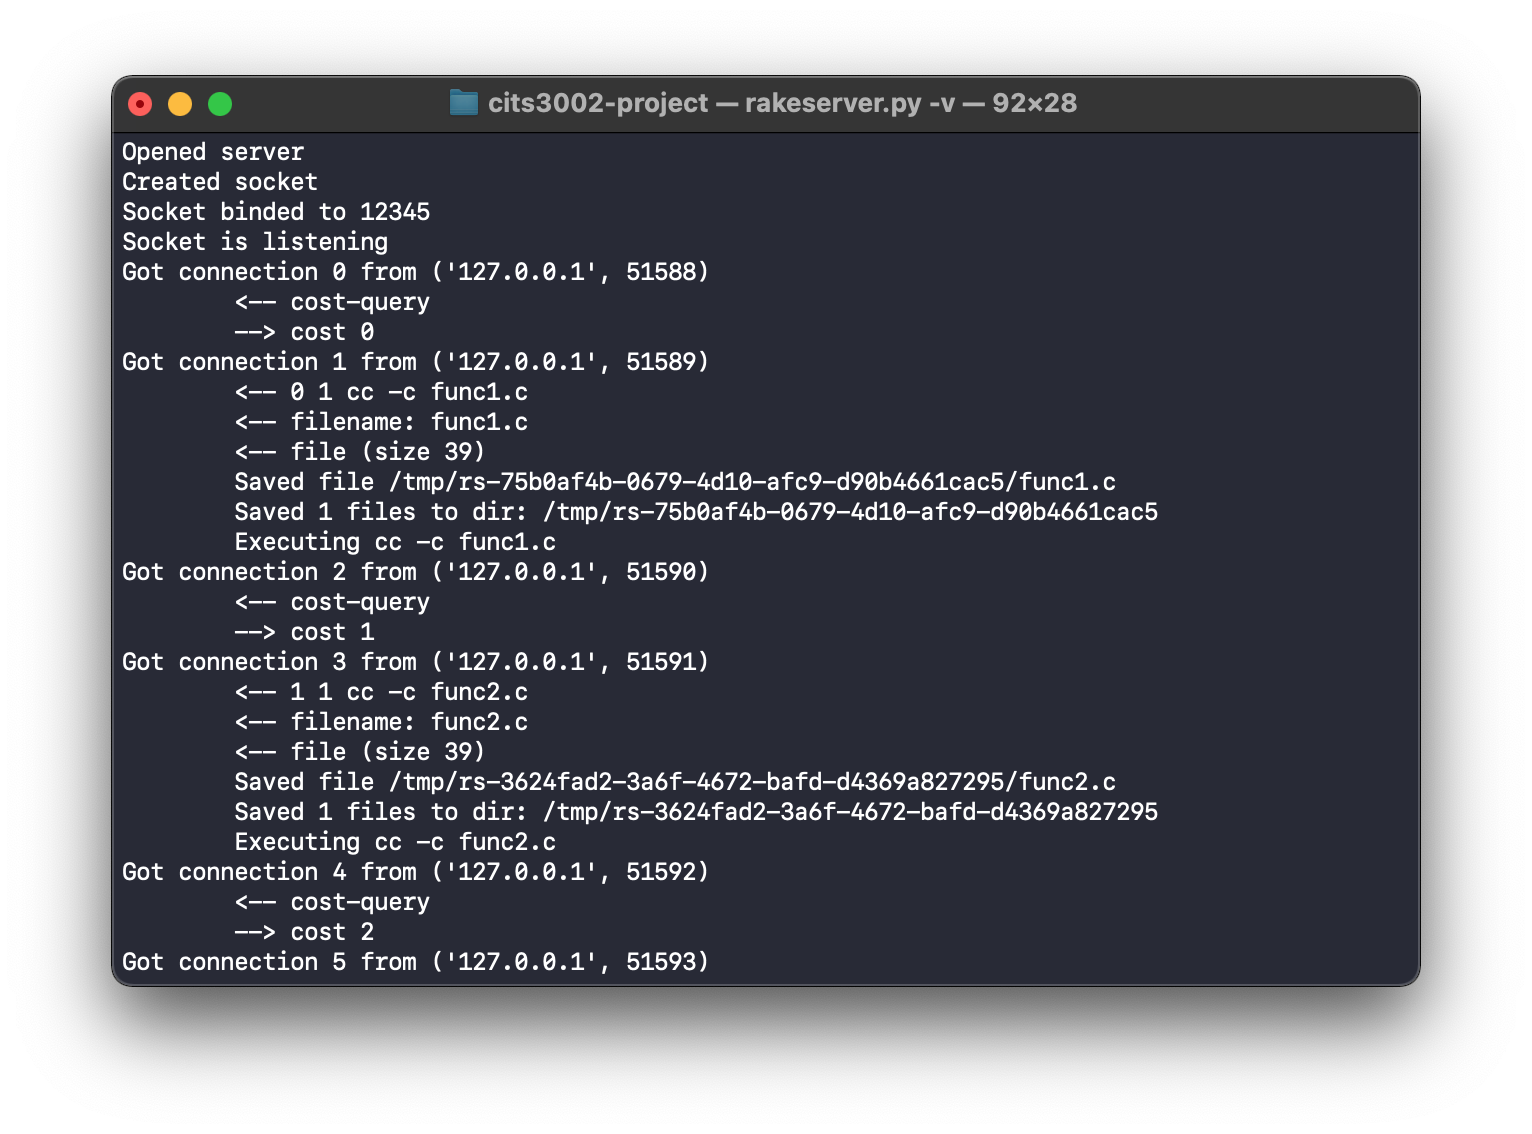 cits3002-project — rakeserver.py -v — 92×28
Opened server
Created socket
Socket binded to 12345
Socket is listening
Got connection 0 from ('127.0.0.1', 51588)
        <-- cost-query
        --> cost 0
Got connection 1 from ('127.0.0.1', 51589)
        <-- 0 1 cc -c func1.c
        <-- filename: func1.c
        <-- file (size 39)
        Saved file /tmp/rs-75b0af4b-0679-4d10-afc9-d90b4661cac5/func1.c
        Saved 1 files to dir: /tmp/rs-75b0af4b-0679-4d10-afc9-d90b4661cac5
        Executing cc -c func1.c
Got connection 2 from ('127.0.0.1', 51590)
        <-- cost-query
        --> cost 1
Got connection 3 from ('127.0.0.1', 51591)
        <-- 1 1 cc -c func2.c
        <-- filename: func2.c
        <-- file (size 39)
        Saved file /tmp/rs-3624fad2-3a6f-4672-bafd-d4369a827295/func2.c
        Saved 1 files to dir: /tmp/rs-3624fad2-3a6f-4672-bafd-d4369a827295
        Executing cc -c func2.c
Got connection 4 from ('127.0.0.1', 51592)
        <-- cost-query
        --> cost 2
Got connection 5 from ('127.0.0.1', 51593)